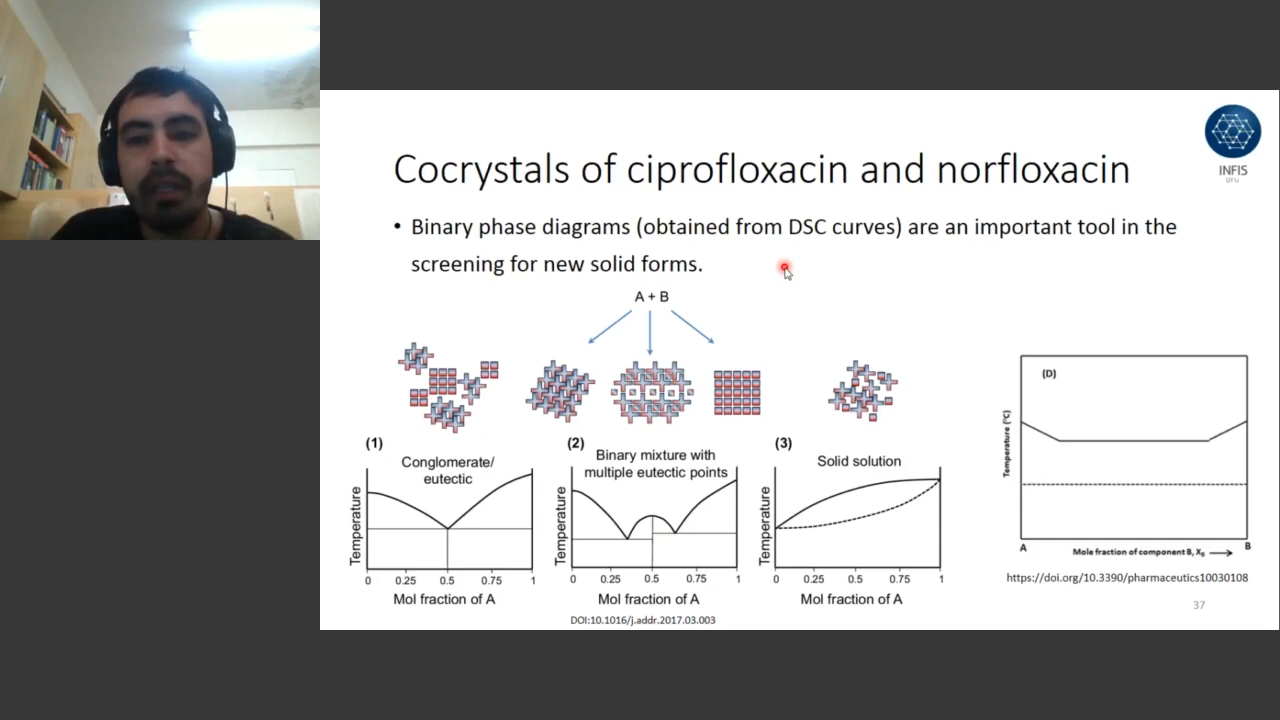 INFIS
UFU
Cocrystals of ciprofloxacin and norfloxacin
• Binary phase diagrams (obtained from DSC curves) are an important tool in the
screening for new solid forms.
A + B
(1)
Conglomerate/
eutectic
Temperature
0 0.25 0.5 0.75 1
Mol fraction of A
(2)
Binary mixture with
multiple eutectic points
Temperature
0 0.25 0.5 0.75 1
Mol fraction of A
(3)
Solid solution
Temperature
0 0.25 0.5 0.75 1
Mol fraction of A
DOI:10.1016/j.addr.2017.03.003
(D)
Temperature (°C)
A B
Mole fraction of component B, XB
https://doi.org/10.3390/pharmaceutics10030108
37